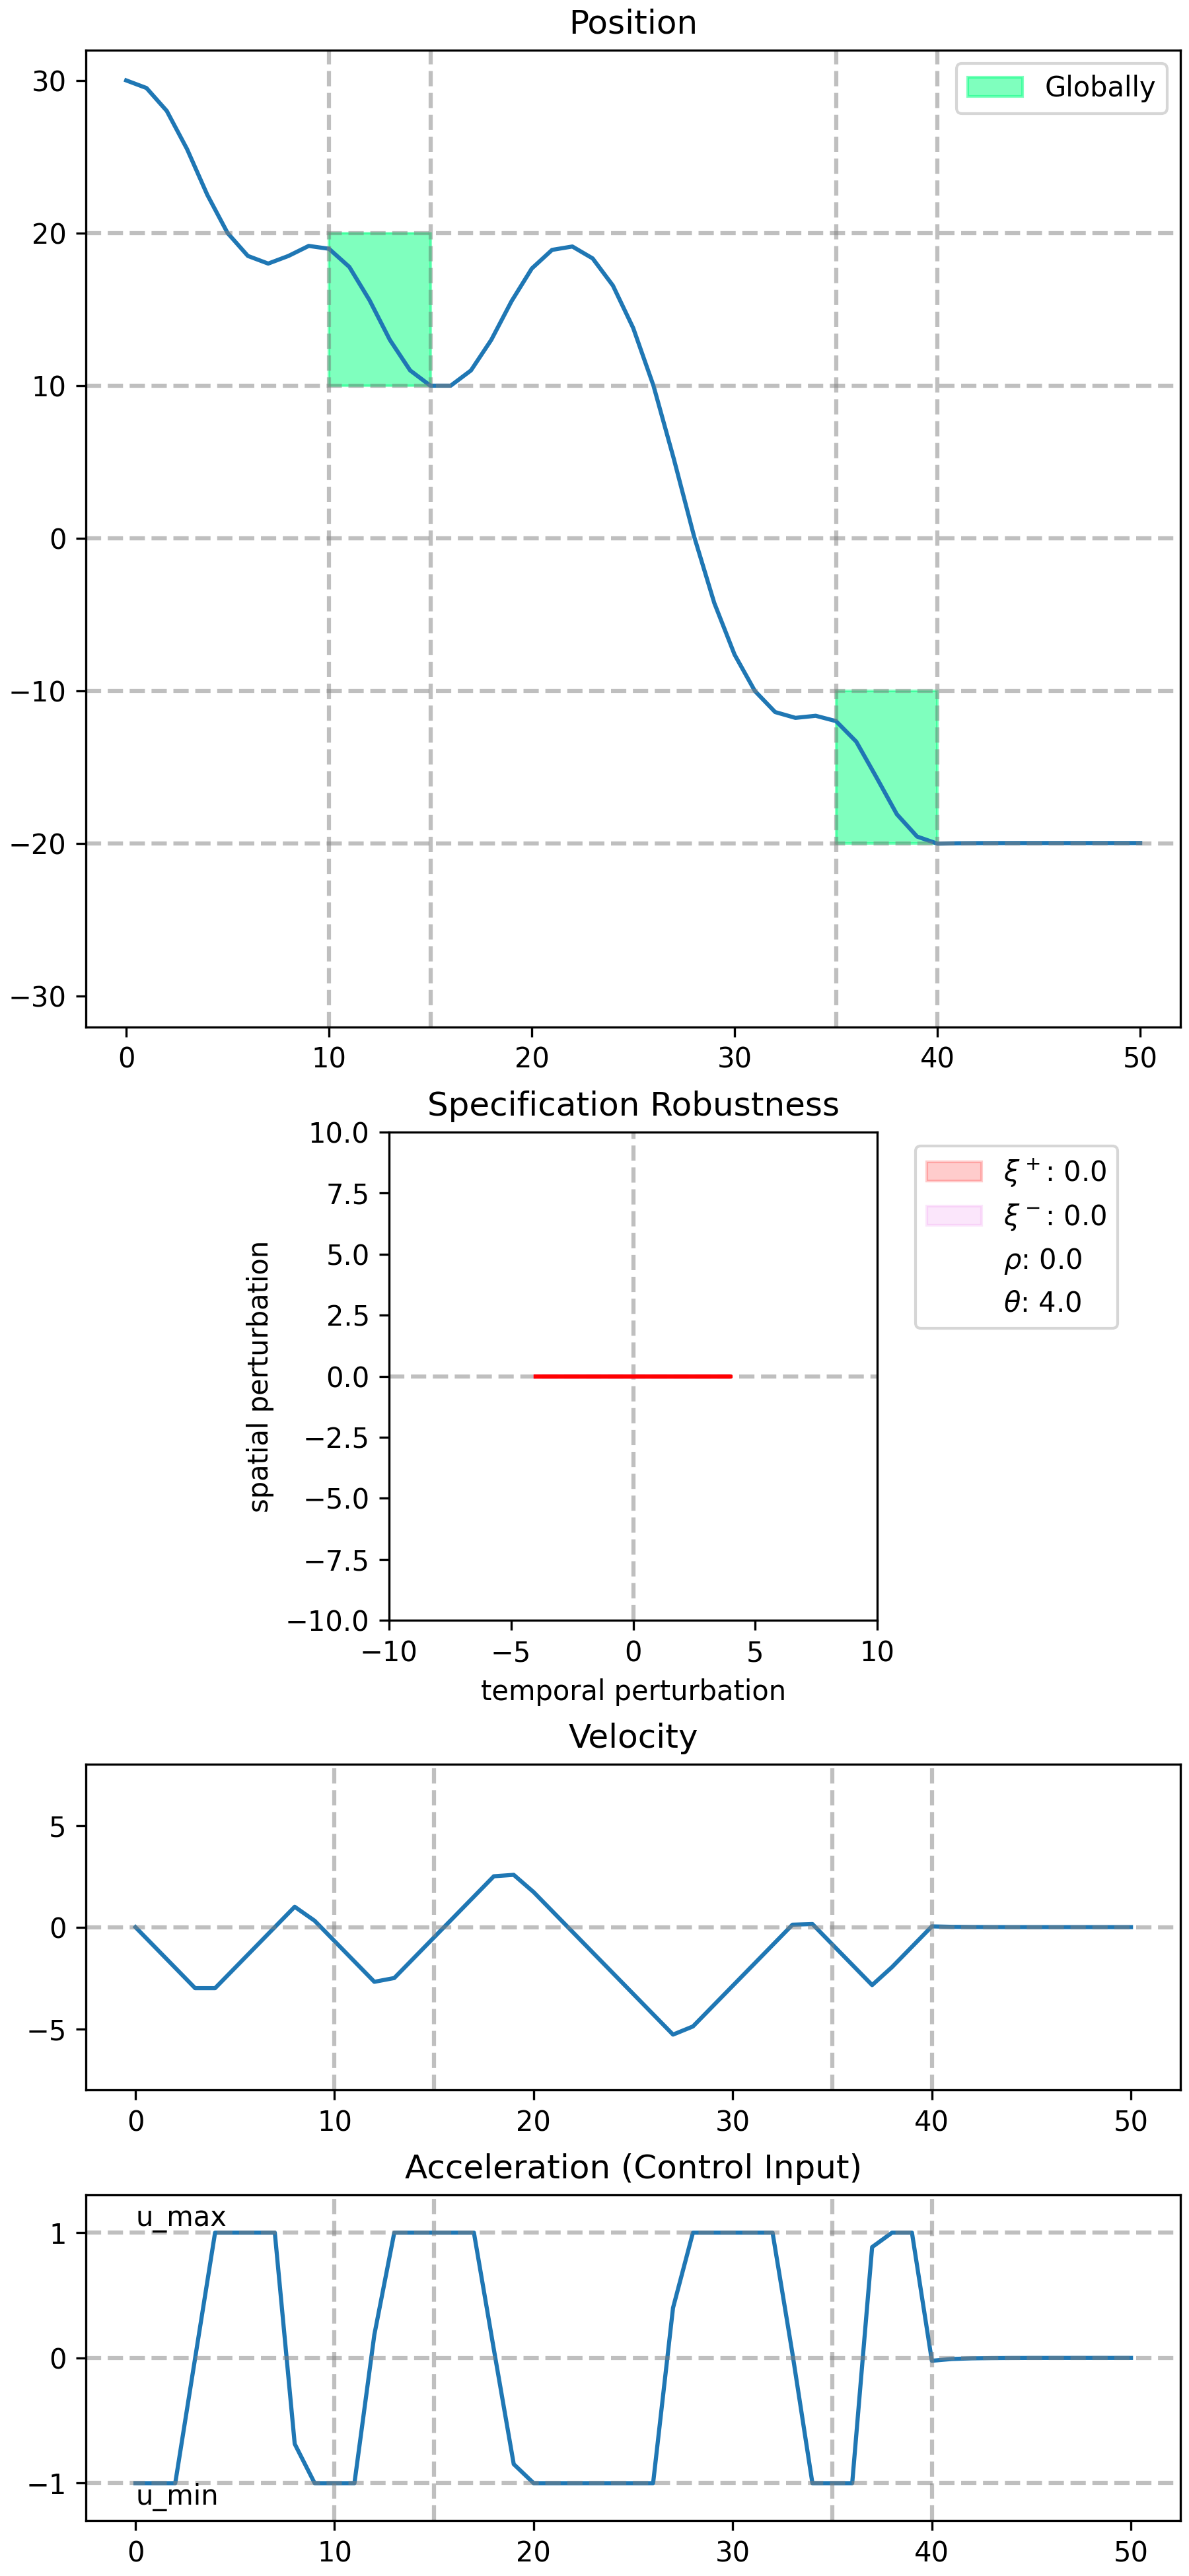 Position
30
20
10
0
−10
−20
−30
Globally
0 10 20 30 40 50
Specification Robustness
10.0
7.5
5.0
2.5
0.0
−2.5
−5.0
−7.5
−10.0
spatial perturbation
−10 −5 0 5 10
temporal perturbation
ξ⁺: 0.0
ξ⁻: 0.0
ρ: 0.0
θ: 4.0
Velocity
5
0
−5
0 10 20 30 40 50
Acceleration (Control Input)
u_max
1
0
−1
u_min
0 10 20 30 40 50